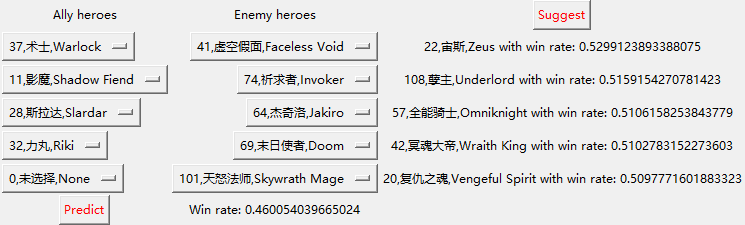 Ally heroes Enemy heroes Suggest
37,术士,Warlock 41,虚空假面,Faceless Void 22,宙斯,Zeus with win rate: 0.5299123893388075
11,影魔,Shadow Fiend 74,祈求者,Invoker 108,孽主,Underlord with win rate: 0.5159154270781423
28,斯拉达,Slardar 64,杰奇洛,Jakiro 57,全能骑士,Omniknight with win rate: 0.5106158253843779
32,力丸,Riki 69,末日使者,Doom 42,冥魂大帝,Wraith King with win rate: 0.5102783152273603
0,未选择,None 101,天怒法师,Skywrath Mage 20,复仇之魂,Vengeful Spirit with win rate: 0.5097771601883323
Predict Win rate: 0.460054039665024